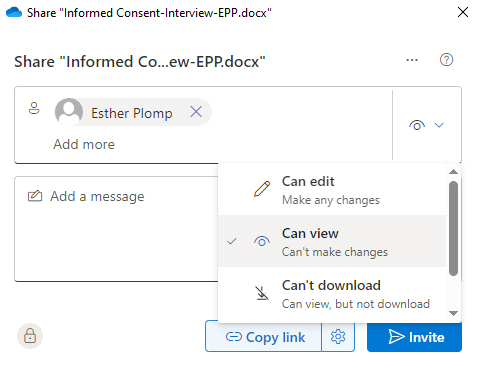 Share "Informed Consent-Interview-EPP.docx"
Share "Informed Co...ew-EPP.docx"
Esther Plomp
Add more
Add a message
Can edit
Make any changes
Can view
Can't make changes
Can't download
Can view, but not download
Copy link
Invite